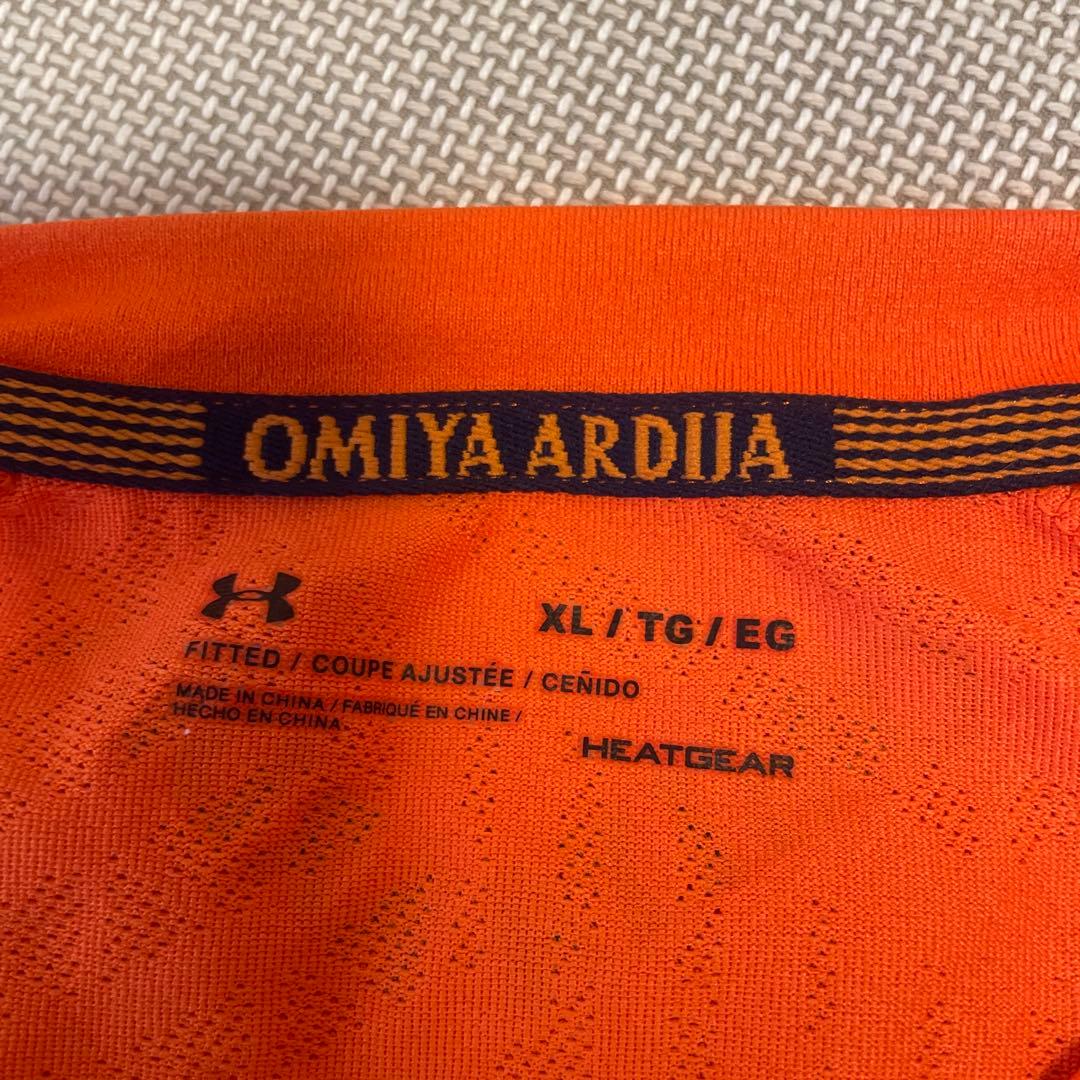 OMIYA ARDIJA
XL / TG / EG
FITTED / COUPE AJUSTÉE / CEÑIDO
MADE IN CHINA / FABRIQUÉ EN CHINE /
HECHO EN CHINA
HEATGEAR